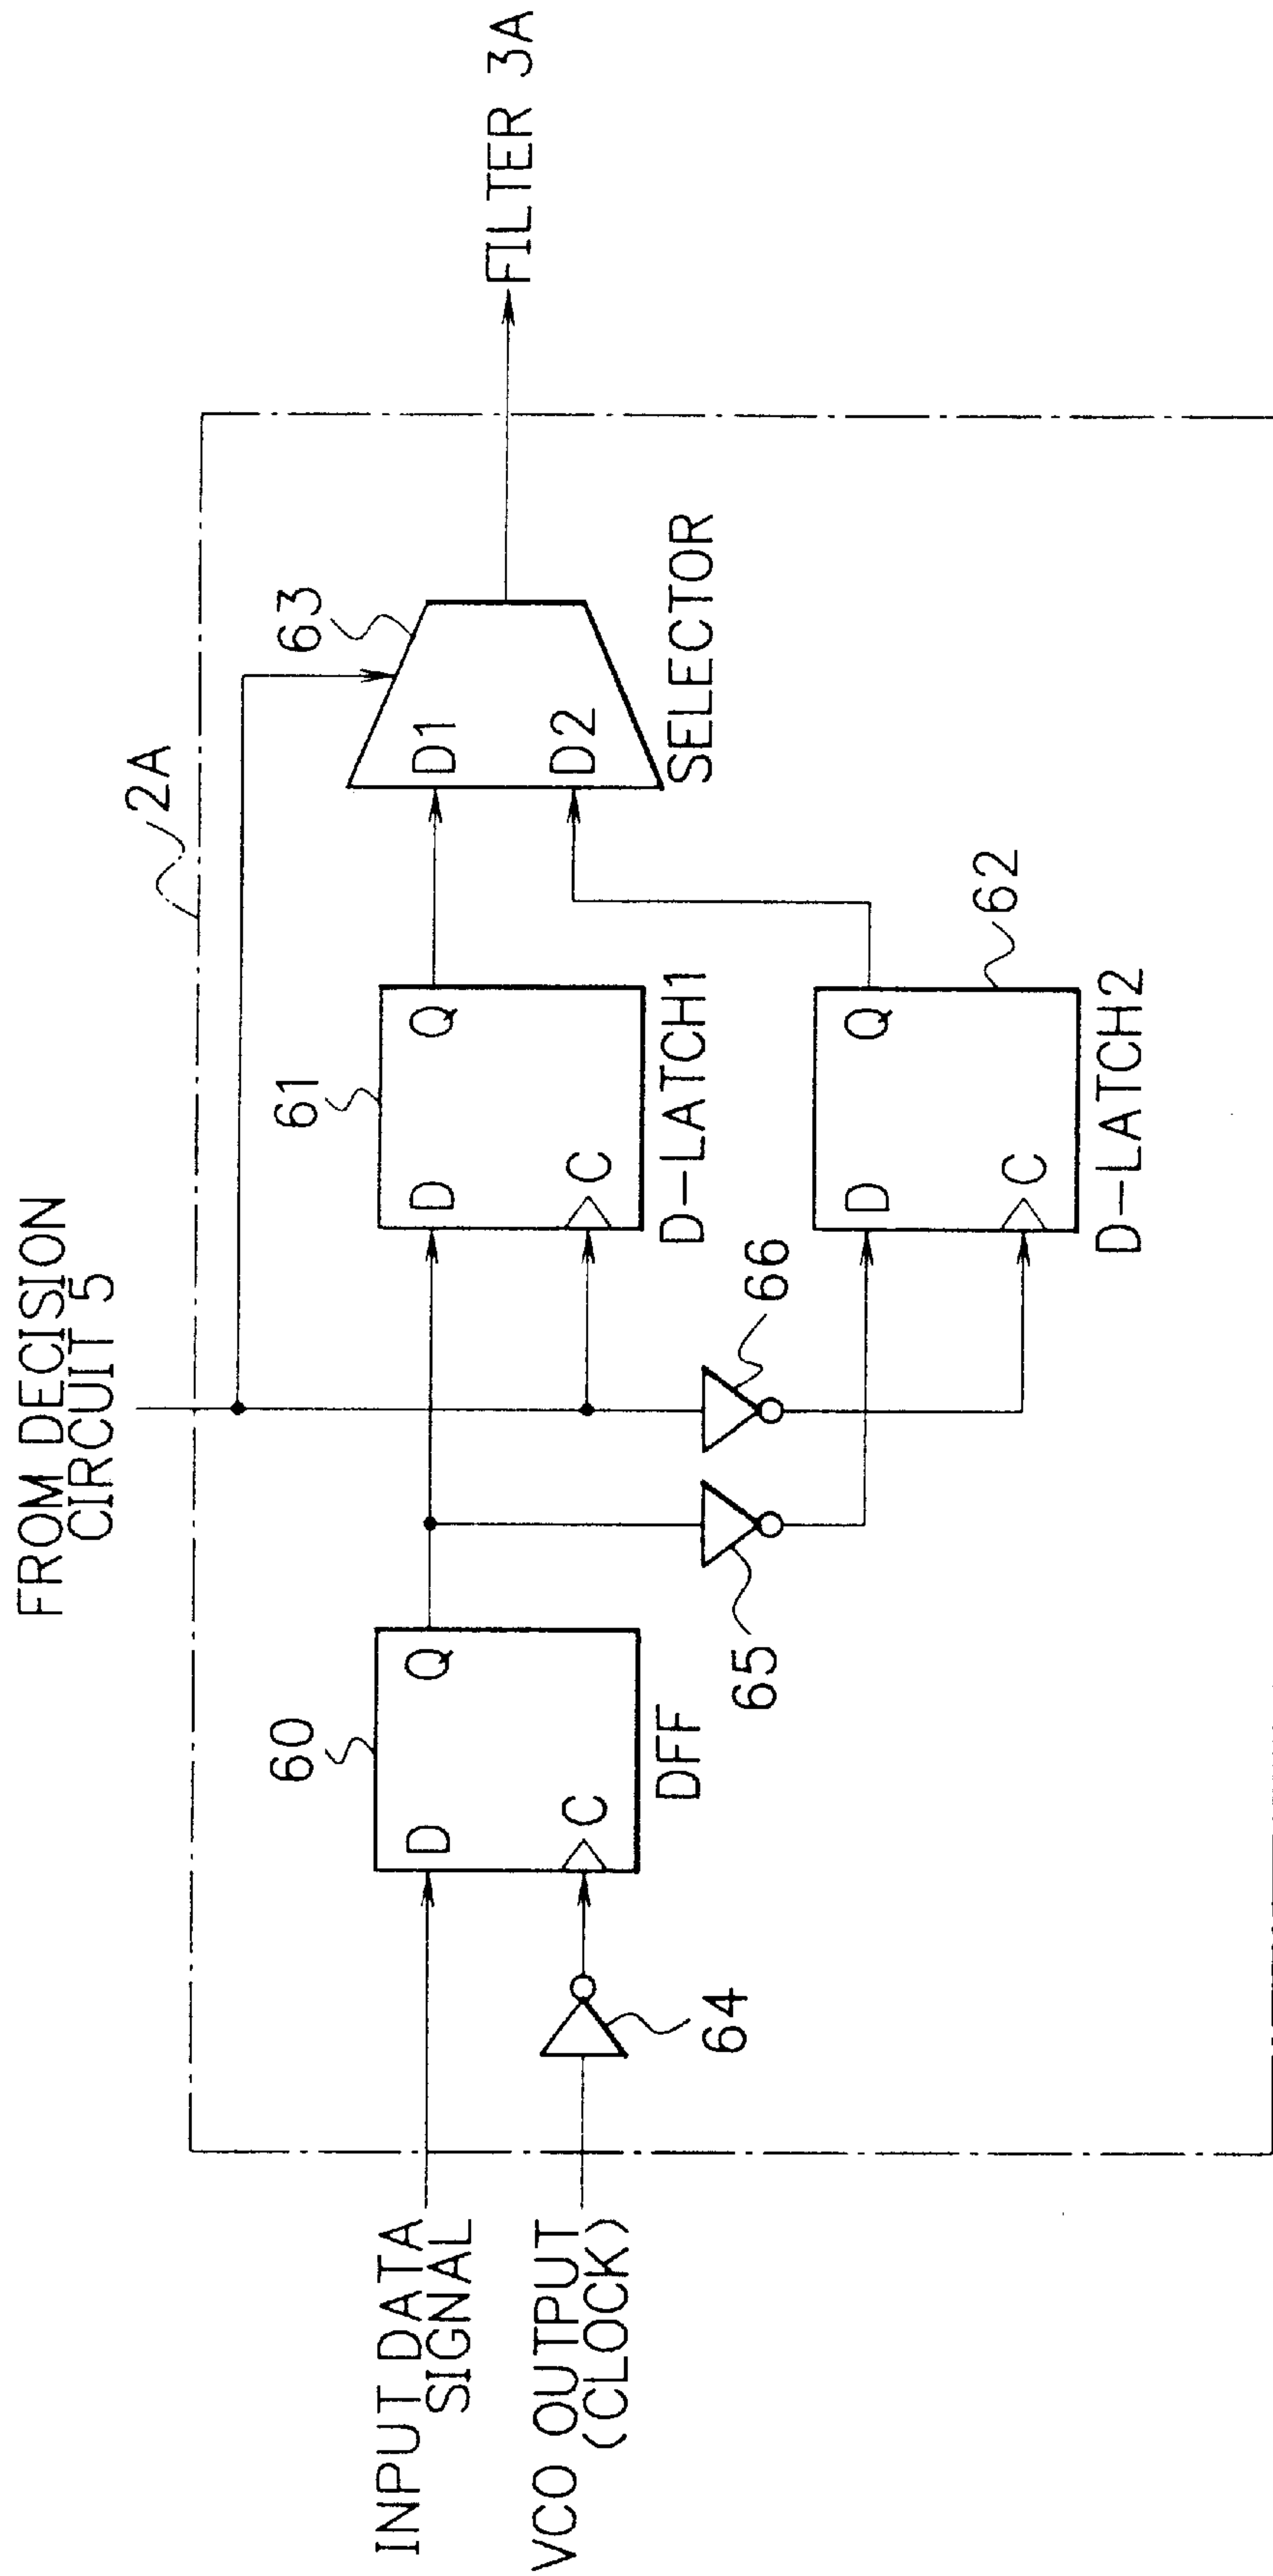 FROM DECISION
CIRCUIT 5
2A
INPUT DATA
SIGNAL
VCO OUTPUT
(CLOCK)
64
60
D
Q
C
DFF
65
66
61
D
Q
C
D-LATCH1
D
Q
C
62
D-LATCH2
63
D1
D2
SELECTOR
FILTER 3A